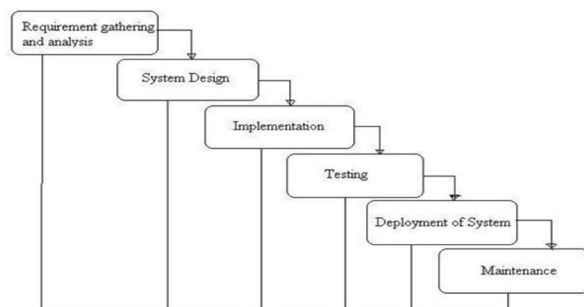 Requirement gathering
and analysis
System Design
Implementation
Testing
Deployment of System
Maintenance